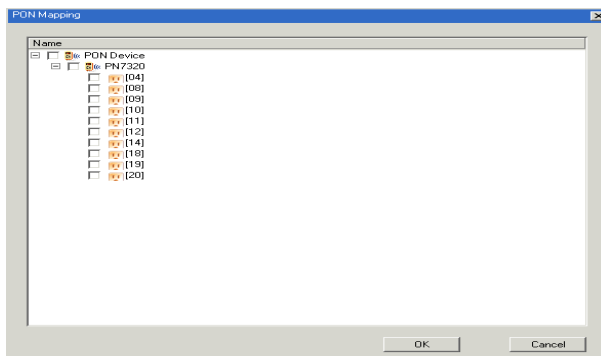 PON Mapping
Name
PON Device
PN7320
[04]
[08]
[09]
[10]
[11]
[12]
[14]
[18]
[19]
[20]
OK
Cancel